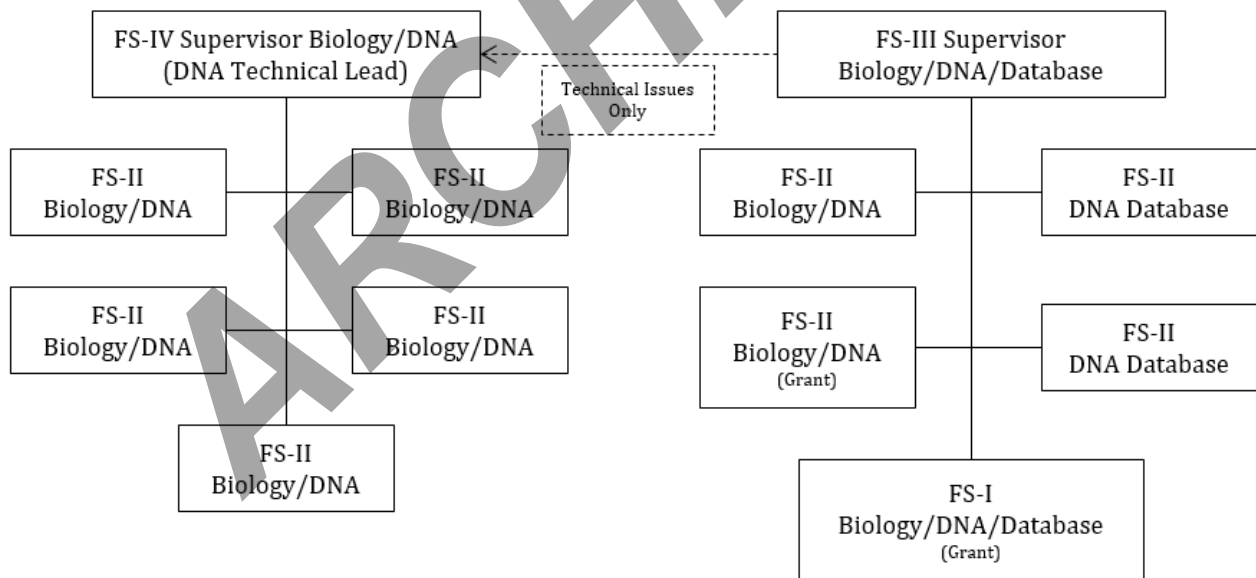 FS-IV Supervisor Biology/DNA
(DNA Technical Lead)
FS-III Supervisor
Biology/DNA/Database
Technical Issues
Only
FS-II
Biology/DNA
FS-II
Biology/DNA
FS-II
Biology/DNA
FS-II
DNA Database
FS-II
Biology/DNA
FS-II
Biology/DNA
FS-II
Biology/DNA
(Grant)
FS-II
DNA Database
FS-II
Biology/DNA
FS-I
Biology/DNA/Database
(Grant)